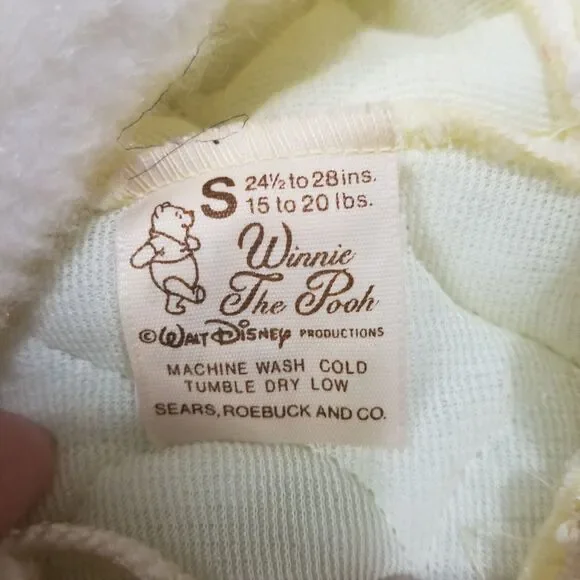 S 24½ to 28 ins.
15 to 20 lbs.
Winnie
The Pooh
© WALT DISNEY PRODUCTIONS
MACHINE WASH COLD
TUMBLE DRY LOW
SEARS, ROEBUCK AND CO.